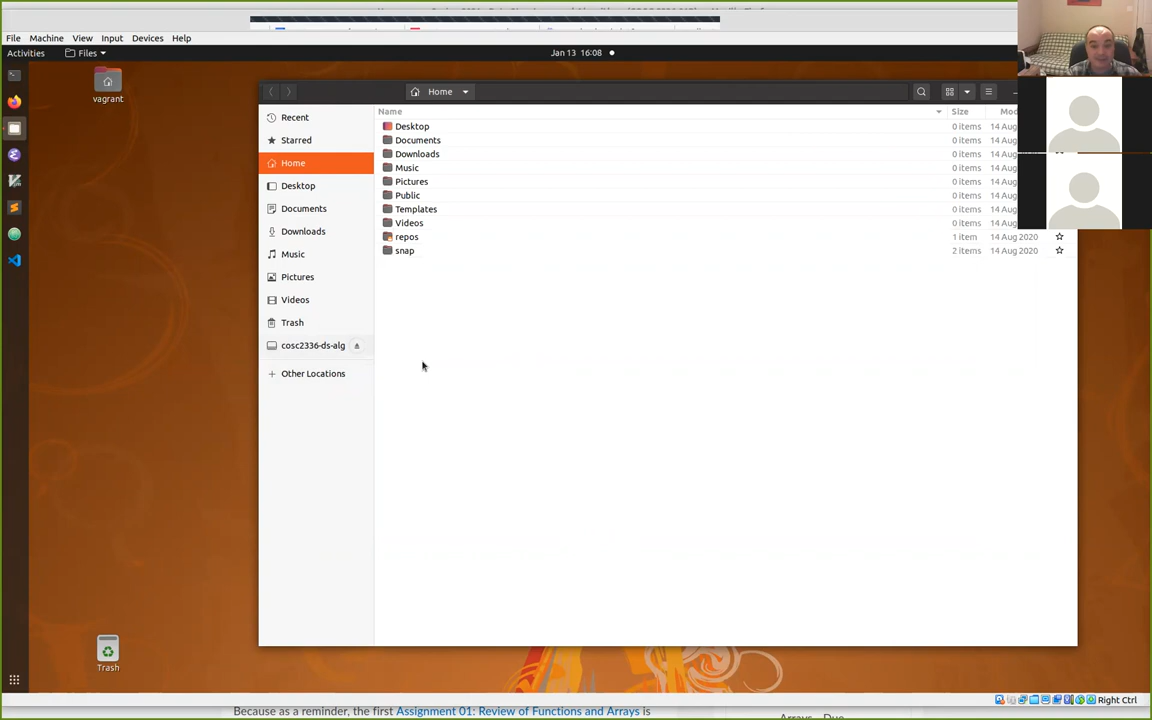 File Machine View Input Devices Help
Activities Files Jan 13 16:08
vagrant
Home
Name Size
Recent
Starred
Home
Desktop
Documents
Downloads
Music
Pictures
Videos
Trash
cosc2336-ds-alg
Other Locations
Desktop 0 items 14 Aug
Documents 0 items 14 Aug
Downloads 0 items 14 Aug
Music 0 items 14 Aug
Pictures 0 items 14 Aug
Public 0 items 14 Aug
Templates 0 items 14 Aug
Videos 0 items 14 Aug
repos 1 item 14 Aug 2020
snap 2 items 14 Aug 2020
Trash
Right Ctrl
Because as a reminder, the first Assignment 01: Review of Functions and Arrays is